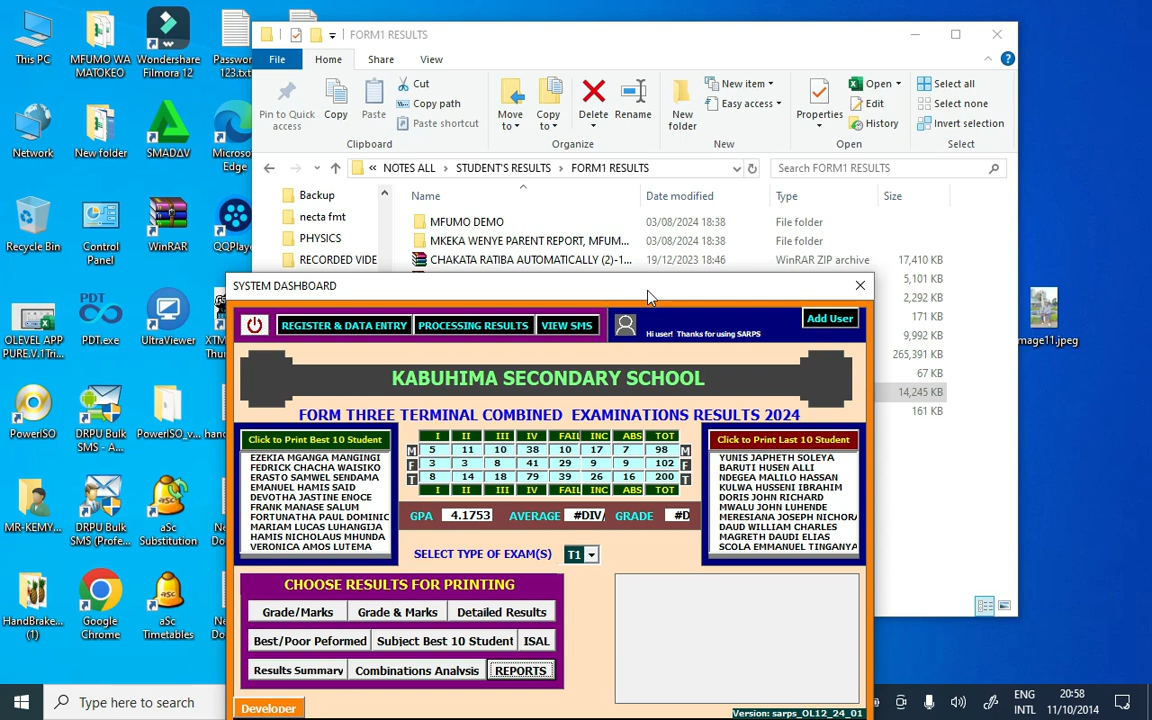 This PC
MFUMO WA MATOKEO
Wondershare Filmora 12
Passwo 123.txt
Network
New folder
SMADAV
Microso Edge
Recycle Bin
Control Panel
WinRAR
QQPlaye
OLEVEL APP PURE.V.1Tri...
PDT.exe
UltraViewer
PowerISO
DRPU Bulk SMS - A...
PowerISO_v...
MR-KEMY...
DRPU Bulk SMS (Profe...
aSc Substitution
HandBrake... (1)
Google Chrome
aSc Timetables
FORM1 RESULTS
File
Home
Share
View
Pin to Quick access
Copy
Paste
Cut
Copy path
Paste shortcut
Clipboard
Move to
Copy to
Delete
Rename
Organize
New folder
New item
Easy access
New
Properties
Open
Edit
History
Open
Select all
Select none
Invert selection
Select
« NOTES ALL › STUDENT'S RESULTS › FORM1 RESULTS
Search FORM1 RESULTS
Backup
necta fmt
PHYSICS
RECORDED VIDE
Name
Date modified
Type
Size
MFUMO DEMO 03/08/2024 18:38 File folder
MKEKA WENYE PARENT REPORT, MFUM... 03/08/2024 18:38 File folder
CHAKATA RATIBA AUTOMATICALLY (2)-1... 19/12/2023 18:46 WinRAR ZIP archive 17,410 KB
5,101 KB
2,292 KB
171 KB
9,992 KB
265,391 KB
67 KB
14,245 KB
161 KB
mage11.jpeg
SYSTEM DASHBOARD
REGISTER & DATA ENTRY
PROCESSING RESULTS
VIEW SMS
Hi user! Thanks for using SARPS
Add User
KABUHIMA SECONDARY SCHOOL
FORM THREE TERMINAL COMBINED EXAMINATIONS RESULTS 2024
Click to Print Best 10 Student
EZEKIA MGANGA MANGINGI
FEDRICK CHACHA WAISIKO
ERASTO SAMWEL SENDAMA
EMANUEL HAMIS SAID
DEVOTHA JASTINE ENOCE
FRANK MANASE SALUM
FORTUNATHA PAUL DOMINIC
MARIAM LUCAS LUHANGIJA
HAMIS NICHOLAUS MHUNDA
VERONICA AMOS LUTEMA
I II III IV FAIL INC ABS TOT
M 5 11 10 38 10 17 7 98 M
F 3 3 8 41 29 9 9 102 F
T 8 14 18 79 39 26 16 200 T
I II III IV FAIL INC ABS TOT
GPA 4.1753 AVERAGE #DIV/ GRADE #D
SELECT TYPE OF EXAM(S) T1
Click to Print Last 10 Student
YUNIS JAPHETH SOLEYA
BARUTI HUSEN ALLI
NDEGEA MALILO HASSAN
KULWA HUSSENI IBRAHIM
DORIS JOHN RICHARD
MWALU JOHN LUHENDE
MERESIANA JOSEPH NCHORA
DAUD WILLIAM CHARLES
MAGRETH DAUDI ELIAS
SCOLA EMMANUEL TINGANYA
CHOOSE RESULTS FOR PRINTING
Grade/Marks
Grade & Marks
Detailed Results
Best/Poor Peformed
Subject Best 10 Student
ISAL
Results Summary
Combinations Analysis
REPORTS
Developer
Version: sarps_OL12_24_01
Type here to search
ENG
INTL
20:58
11/10/2014